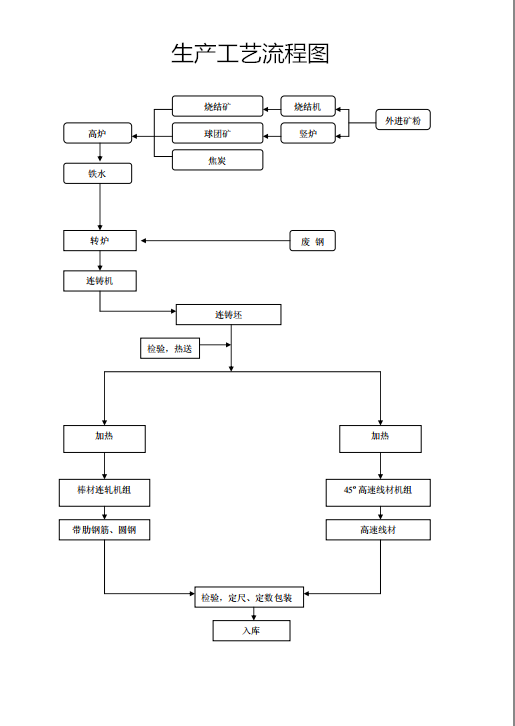 生产工艺流程图
烧结矿
烧结机
外进矿粉
高炉
球团矿
竖炉
焦炭
铁水
转炉
废 钢
连铸机
连铸坯
检验，热送
加热
加热
棒材连轧机组
45° 高速线材机组
带肋钢筋、圆钢
高速线材
检验，定尺、定数包装
入库